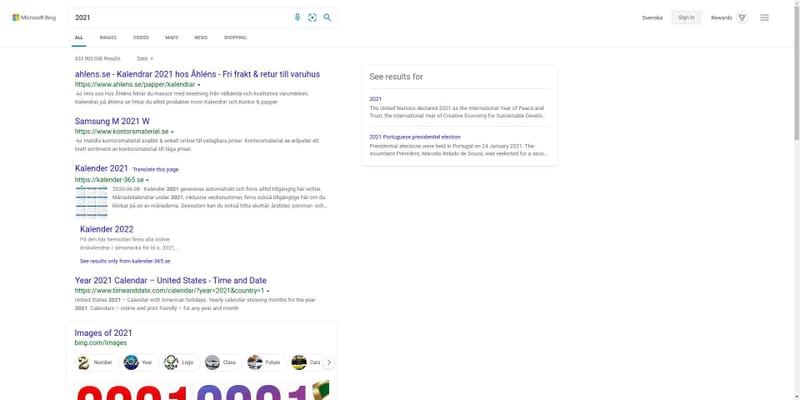 Microsoft Bing
2021
Svenska
Sign in
Rewards
ALL
IMAGES
VIDEOS
MAPS
NEWS
SHOPPING
833 000 000 Results
Date
ahlens.se - Kalendrar 2021 hos Åhléns - Fri frakt & retur till varuhus
https://www.ahlens.se/papper/kalendrar
Ad Hos oss hos Åhléns hittar du massor med inredning från välkända och kvalitativa varumärken.
Kalendrar, på åhlens.se hittar du alltid produkter inom Kalendrar och Kontor & papper
Samsung M 2021 W
https://www.kontorsmaterial.se
Ad Handla kontorsmaterial snabbt & enkelt online till oslagbara priser. Kontorsmaterial.se erbjuder ett
brett sortiment av kontorsmaterial till låga priser.
Kalender 2021 Translate this page
https://kalender-365.se
2020-06-08 · Kalender 2021 genereras automatiskt och finns alltid tillgänglig här online.
Månadskalendrar under 2021, inklusive veckonummer, finns också tillgängliga här om du
klickar på en av månaderna. Dessutom kan du också hitta skottår, årstider, sommar- och...
Kalender 2022
På den här hemsidan finns alla online
årskalendrar / almanacka för bl a. 2021, ...
See results only from kalender-365.se
Year 2021 Calendar – United States - Time and Date
https://www.timeanddate.com/calendar/?year=2021&country=1
United States 2021 – Calendar with American holidays. Yearly calendar showing months for the year
2021. Calendars – online and print friendly – for any year and month
Images of 2021
bing.com/images
Number
Year
Logo
Class
Future
Cars
2021
2021
See results for
2021
The United Nations declared 2021 as the International Year of Peace and
Trust, the International Year of Creative Economy for Sustainable Develo...
2021 Portuguese presidential election
Presidential elections were held in Portugal on 24 January 2021. The
incumbent President, Marcelo Rebelo de Sousa, was reelected for a seco...